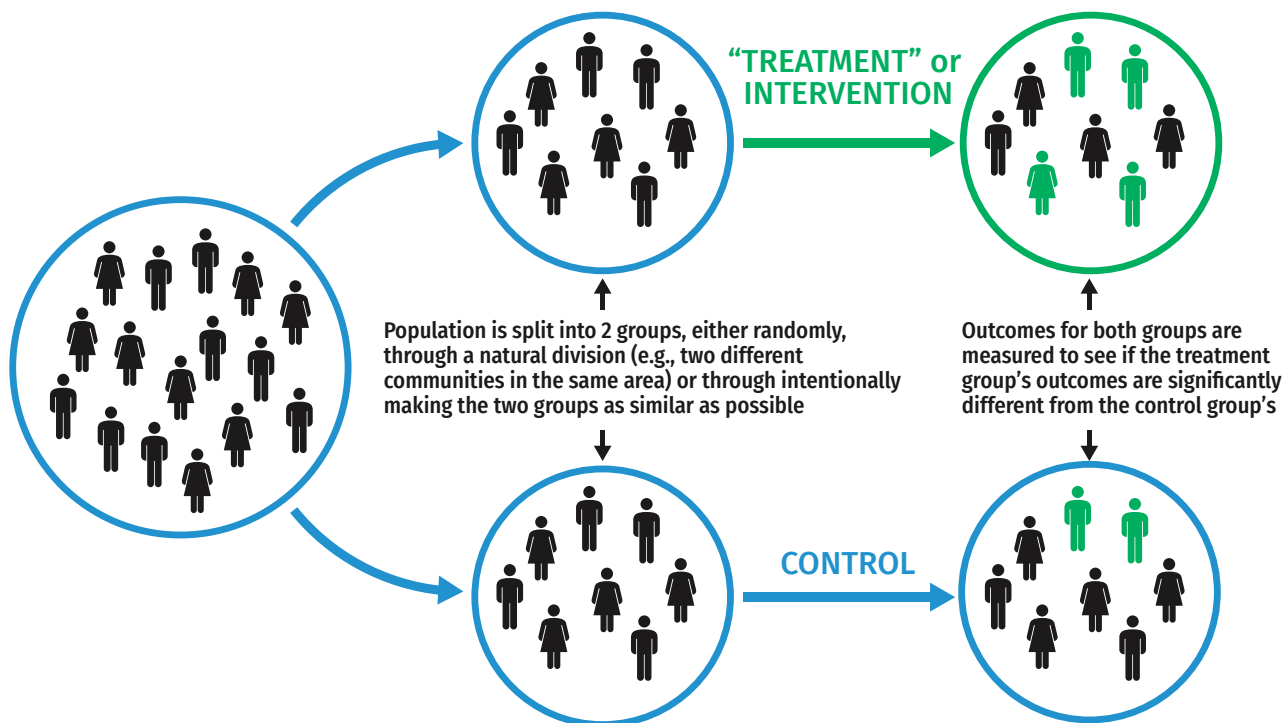 “TREATMENT” or
INTERVENTION
Population is split into 2 groups, either randomly,
through a natural division (e.g., two different
communities in the same area) or through intentionally
making the two groups as similar as possible
Outcomes for both groups are
measured to see if the treatment
group’s outcomes are significantly
different from the control group’s
CONTROL